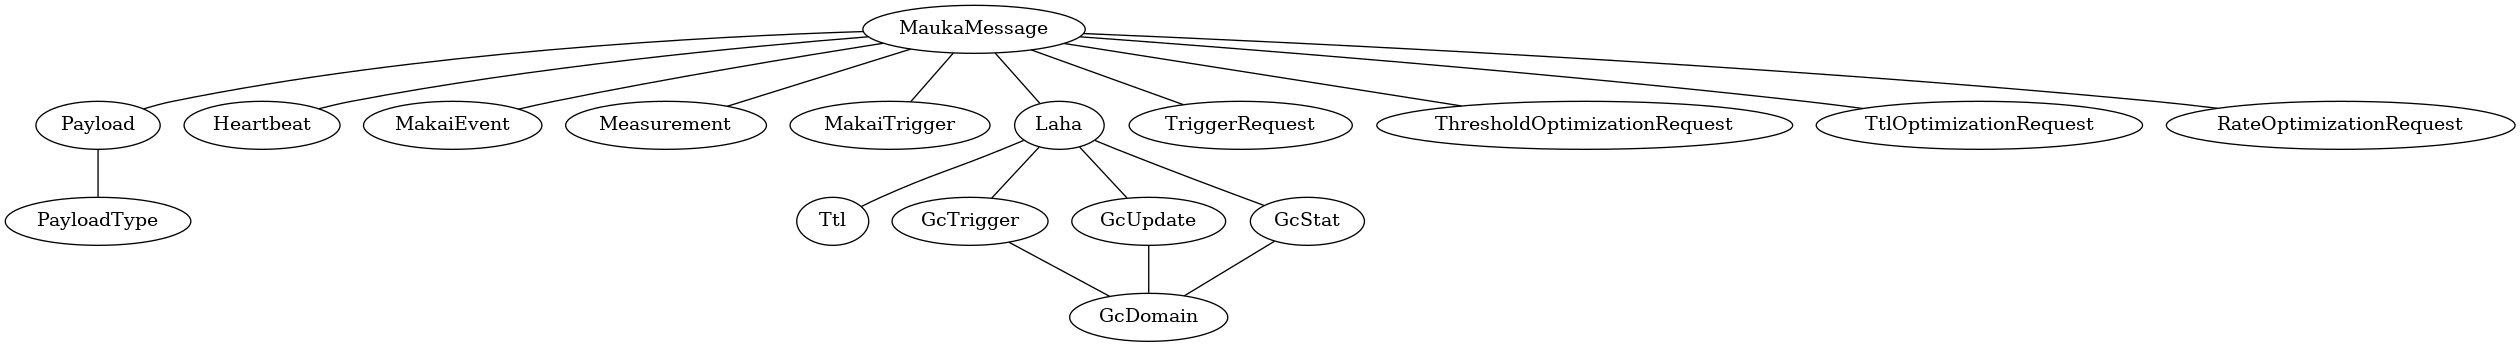 MaukaMessage
Payload
Heartbeat
MakaiEvent
Measurement
MakaiTrigger
Laha
TriggerRequest
ThresholdOptimizationRequest
TtlOptimizationRequest
RateOptimizationRequest
PayloadType
Ttl
GcTrigger
GcUpdate
GcStat
GcDomain